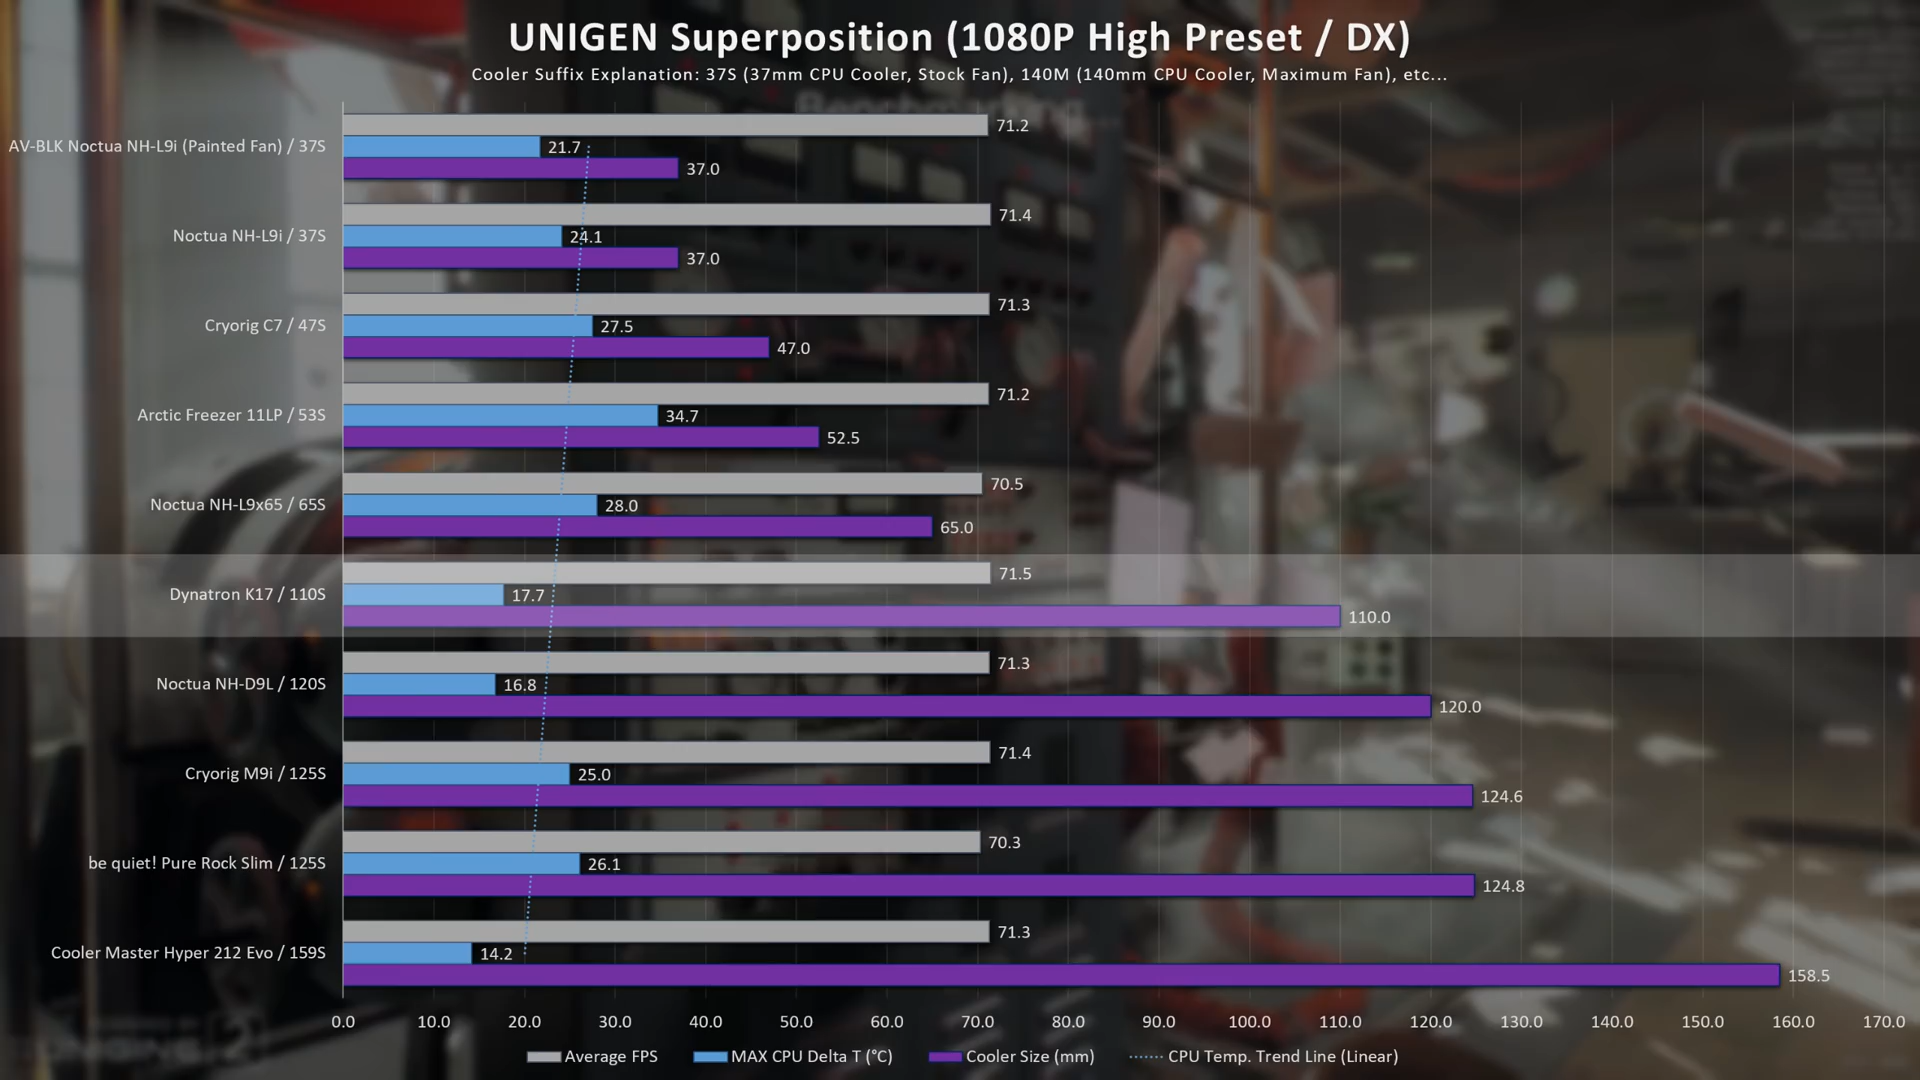 UNIGEN Superposition (1080P High Preset / DX)
Cooler Suffix Explanation: 37S (37mm CPU Cooler, Stock Fan), 140M (140mm CPU Cooler, Maximum Fan), etc...
AV-BLK Noctua NH-L9i (Painted Fan) / 37S
71.2
21.7
37.0
Noctua NH-L9i / 37S
71.4
24.1
37.0
Cryorig C7 / 47S
71.3
27.5
47.0
Arctic Freezer 11LP / 53S
71.2
34.7
52.5
Noctua NH-L9x65 / 65S
70.5
28.0
65.0
Dynatron K17 / 110S
71.5
17.7
110.0
Noctua NH-D9L / 120S
71.3
16.8
120.0
Cryorig M9i / 125S
71.4
25.0
124.6
be quiet! Pure Rock Slim / 125S
70.3
26.1
124.8
Cooler Master Hyper 212 Evo / 159S
71.3
14.2
158.5
0.0 10.0 20.0 30.0 40.0 50.0 60.0 70.0 80.0 90.0 100.0 110.0 120.0 130.0 140.0 150.0 160.0 170.0
Average FPS MAX CPU Delta T (°C) Cooler Size (mm) CPU Temp. Trend Line (Linear)